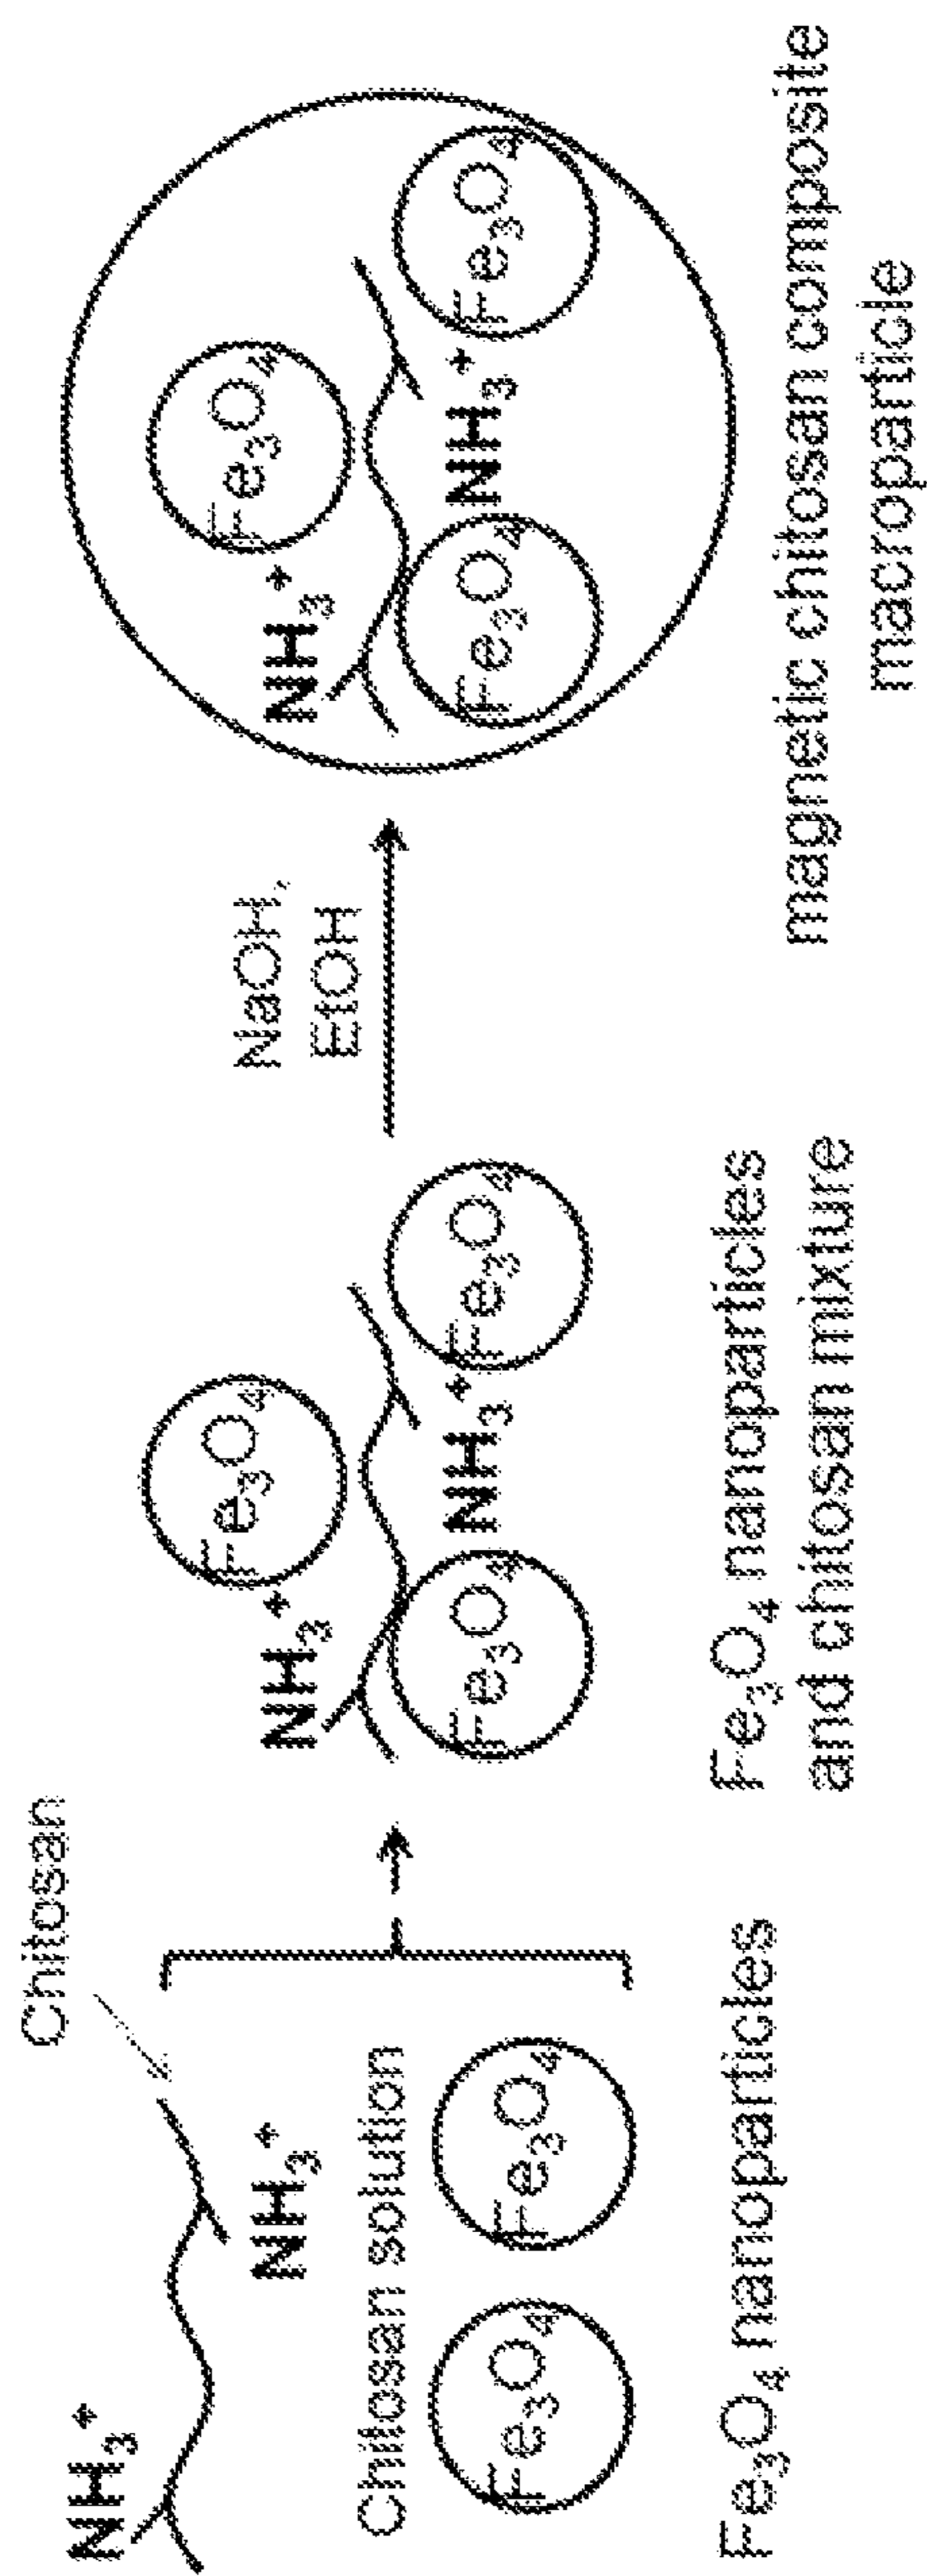 NH₃⁺
Chitosan
NH₃⁺
Chitosan solution
Fe₃O₄ Fe₃O₄
Fe₃O₄ nanoparticles
Fe₃O₄
NH₃⁺
NH₃⁺
Fe₃O₄
Fe₃O₄
Fe₃O₄ nanoparticles
and chitosan mixture
NaOH,
EtOH
Fe₃O₄
NH₃⁺
NH₃⁺
Fe₃O₄
Fe₃O₄
magnetic chitosan composite
macroparticle